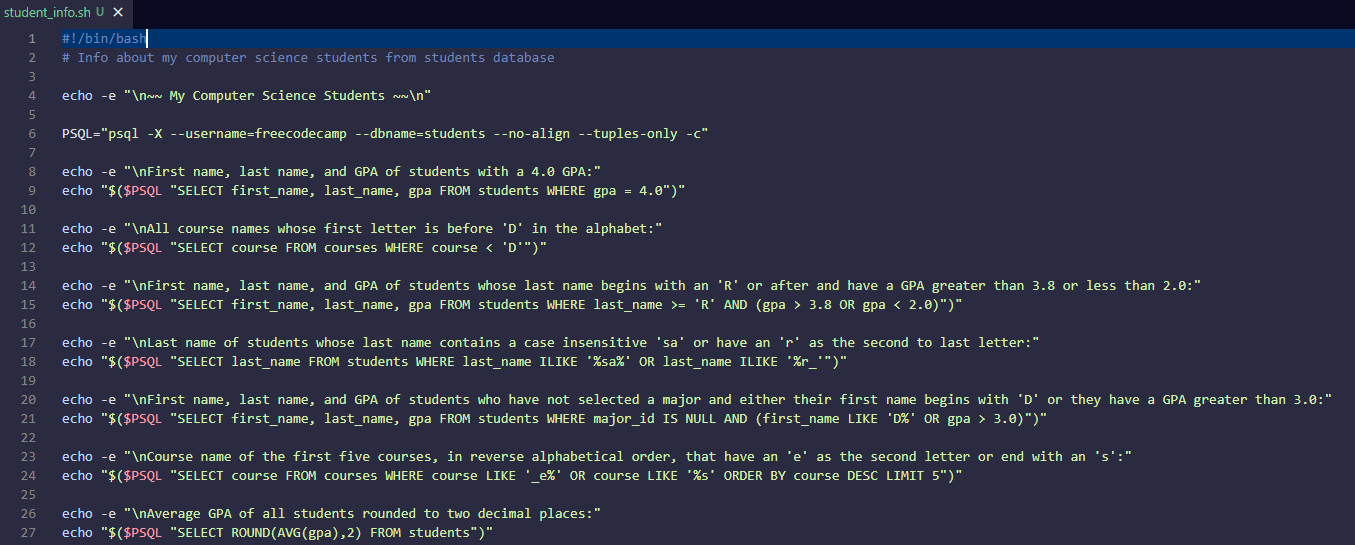 student_info.sh U ✕
1 #!/bin/bash
2 # Info about my computer science students from students database
3
4 echo -e "\n~~ My Computer Science Students ~~\n"
5
6 PSQL="psql -X --username=freecodecamp --dbname=students --no-align --tuples-only -c"
7
8 echo -e "\nFirst name, last name, and GPA of students with a 4.0 GPA:"
9 echo "$($PSQL "SELECT first_name, last_name, gpa FROM students WHERE gpa = 4.0")"
10
11 echo -e "\nAll course names whose first letter is before 'D' in the alphabet:"
12 echo "$($PSQL "SELECT course FROM courses WHERE course < 'D'")"
13
14 echo -e "\nFirst name, last name, and GPA of students whose last name begins with an 'R' or after and have a GPA greater than 3.8 or less than 2.0:"
15 echo "$($PSQL "SELECT first_name, last_name, gpa FROM students WHERE last_name >= 'R' AND (gpa > 3.8 OR gpa < 2.0)")"
16
17 echo -e "\nLast name of students whose last name contains a case insensitive 'sa' or have an 'r' as the second to last letter:"
18 echo "$($PSQL "SELECT last_name FROM students WHERE last_name ILIKE '%sa%' OR last_name ILIKE '%r_'")"
19
20 echo -e "\nFirst name, last name, and GPA of students who have not selected a major and either their first name begins with 'D' or they have a GPA greater than 3.0:"
21 echo "$($PSQL "SELECT first_name, last_name, gpa FROM students WHERE major_id IS NULL AND (first_name LIKE 'D%' OR gpa > 3.0)")"
22
23 echo -e "\nCourse name of the first five courses, in reverse alphabetical order, that have an 'e' as the second letter or end with an 's':"
24 echo "$($PSQL "SELECT course FROM courses WHERE course LIKE '_e%' OR course LIKE '%s' ORDER BY course DESC LIMIT 5")"
25
26 echo -e "\nAverage GPA of all students rounded to two decimal places:"
27 echo "$($PSQL "SELECT ROUND(AVG(gpa),2) FROM students")"